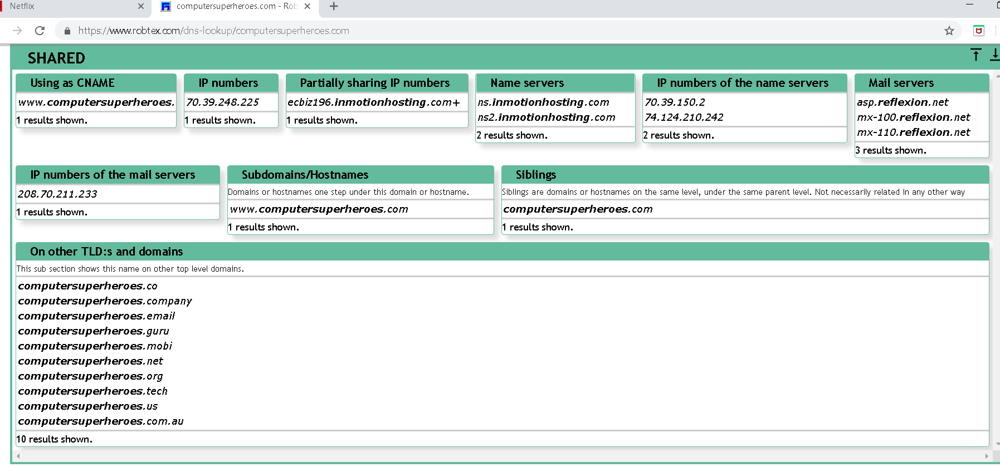 Netflix
computersuperheroes.com - Rob
https://www.robtex.com/dns-lookup/computersuperheroes.com
SHARED
Using as CNAME
www.computersuperheroes.
1 results shown.
IP numbers
70.39.248.225
1 results shown.
Partially sharing IP numbers
ecbiz196.inmotionhosting.com+
1 results shown.
Name servers
ns.inmotionhosting.com
ns2.inmotionhosting.com
2 results shown.
IP numbers of the name servers
70.39.150.2
74.124.210.242
2 results shown.
Mail servers
asp.reflexion.net
mx-100.reflexion.net
mx-110.reflexion.net
3 results shown.
IP numbers of the mail servers
208.70.211.233
1 results shown.
Subdomains/Hostnames
Domains or hostnames one step under this domain or hostname.
www.computersuperheroes.com
1 results shown.
Siblings
Siblings are domains or hostnames on the same level, under the same parent level. Not necessarily related in any other way
computersuperheroes.com
1 results shown.
On other TLD:s and domains
This sub section shows this name on other top level domains.
computersuperheroes.co
computersuperheroes.company
computersuperheroes.email
computersuperheroes.guru
computersuperheroes.mobi
computersuperheroes.net
computersuperheroes.org
computersuperheroes.tech
computersuperheroes.us
computersuperheroes.com.au
10 results shown.